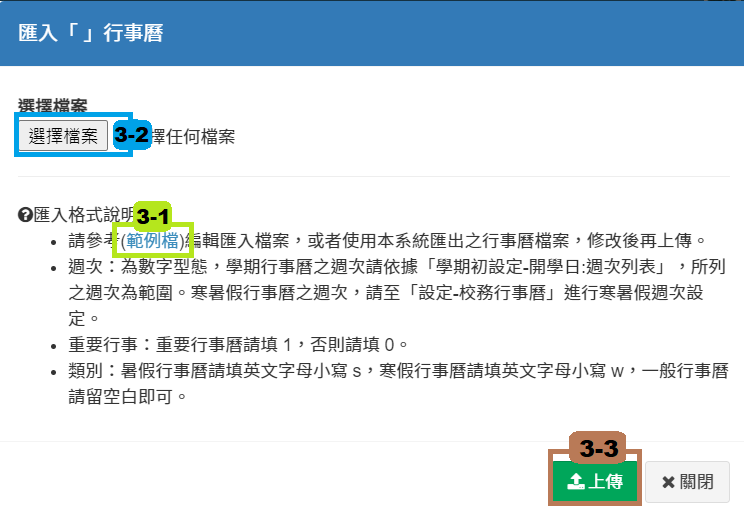 匯入「 」行事曆
選擇檔案
選擇檔案 3-2 擇任何檔案
匯入格式說明
3-1
請參考(範例檔)編輯匯入檔案，或者使用本系統匯出之行事曆檔案，修改後再上傳。
週次：為數字型態，學期行事曆之週次請依據「學期初設定-開學日:週次列表」，所列
之週次為範圍。寒暑假行事曆之週次，請至「設定-校務行事曆」進行寒暑假週次設
定。
重要行事：重要行事曆請填 1，否則請填 0。
類別：暑假行事曆請填英文字母小寫 s，寒假行事曆請填英文字母小寫 w，一般行事曆
請留空白即可。
3-3
上傳 關閉